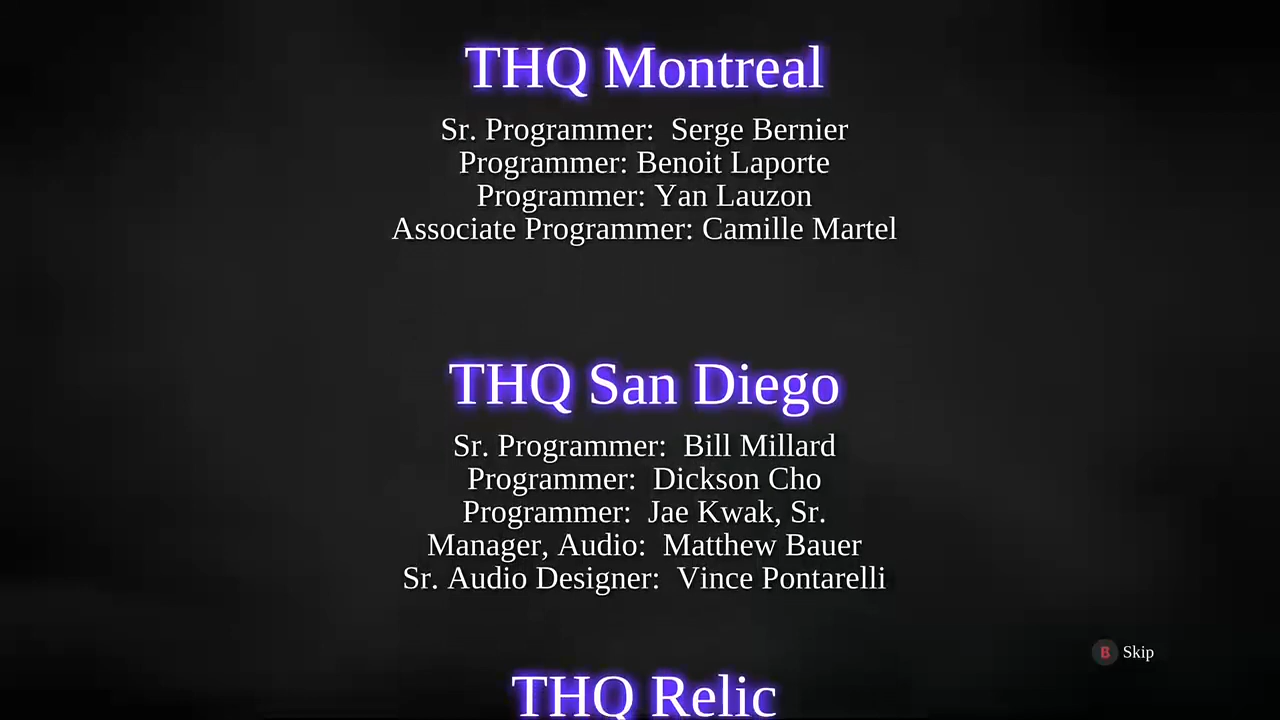 THQ Montreal
Sr. Programmer:  Serge Bernier
Programmer: Benoit Laporte
Programmer: Yan Lauzon
Associate Programmer: Camille Martel
THQ San Diego
Sr. Programmer:  Bill Millard
Programmer:  Dickson Cho
Programmer:  Jae Kwak, Sr.
Manager, Audio:  Matthew Bauer
Sr. Audio Designer:  Vince Pontarelli
B Skip
THQ Relic